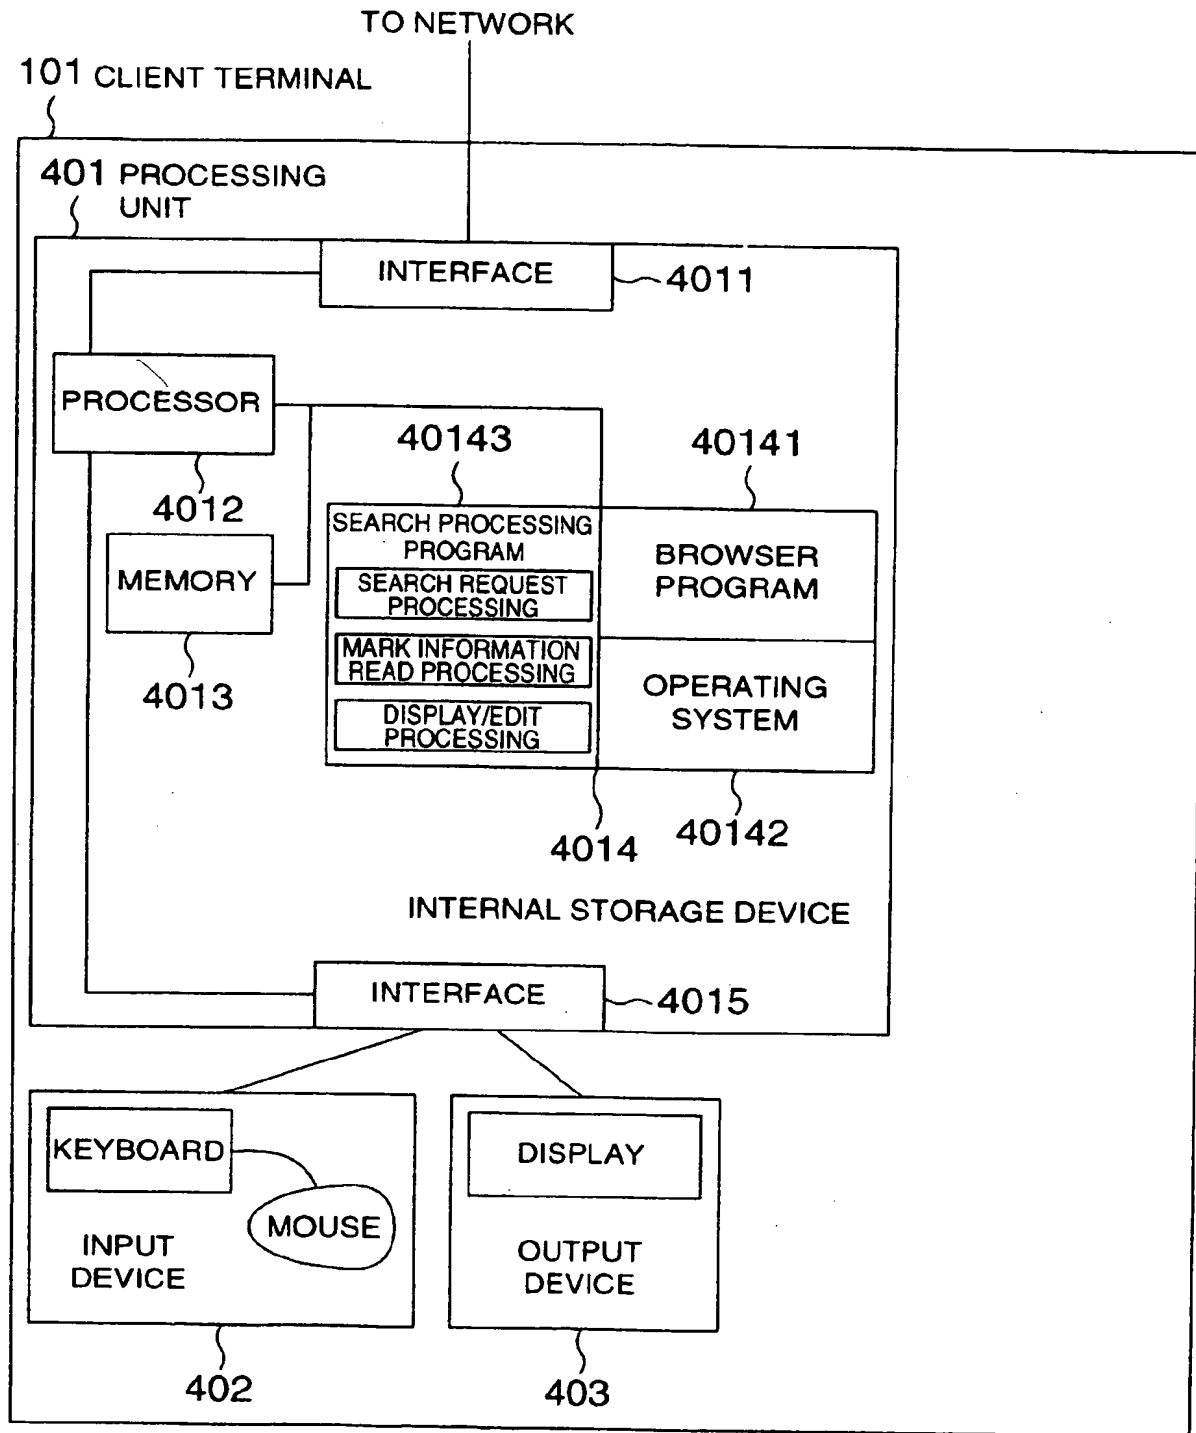 TO NETWORK
101 CLIENT TERMINAL
401 PROCESSING
UNIT
INTERFACE
4011
PROCESSOR
4012
MEMORY
4013
40143
40141
SEARCH PROCESSING
PROGRAM
SEARCH REQUEST
PROCESSING
MARK INFORMATION
READ PROCESSING
DISPLAY/EDIT
PROCESSING
BROWSER
PROGRAM
OPERATING
SYSTEM
4014
40142
INTERNAL STORAGE DEVICE
INTERFACE
4015
KEYBOARD
MOUSE
INPUT
DEVICE
DISPLAY
OUTPUT
DEVICE
402
403